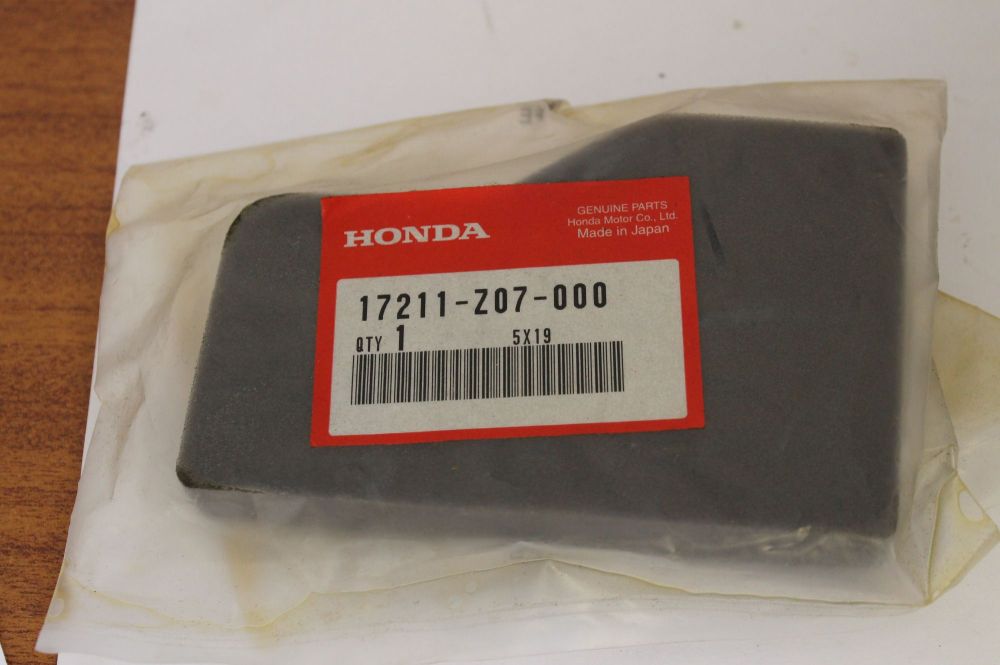 HONDA
GENUINE PARTS
Honda Motor Co., Ltd.
Made in Japan
17211-Z07-000
QTY 1 5X19